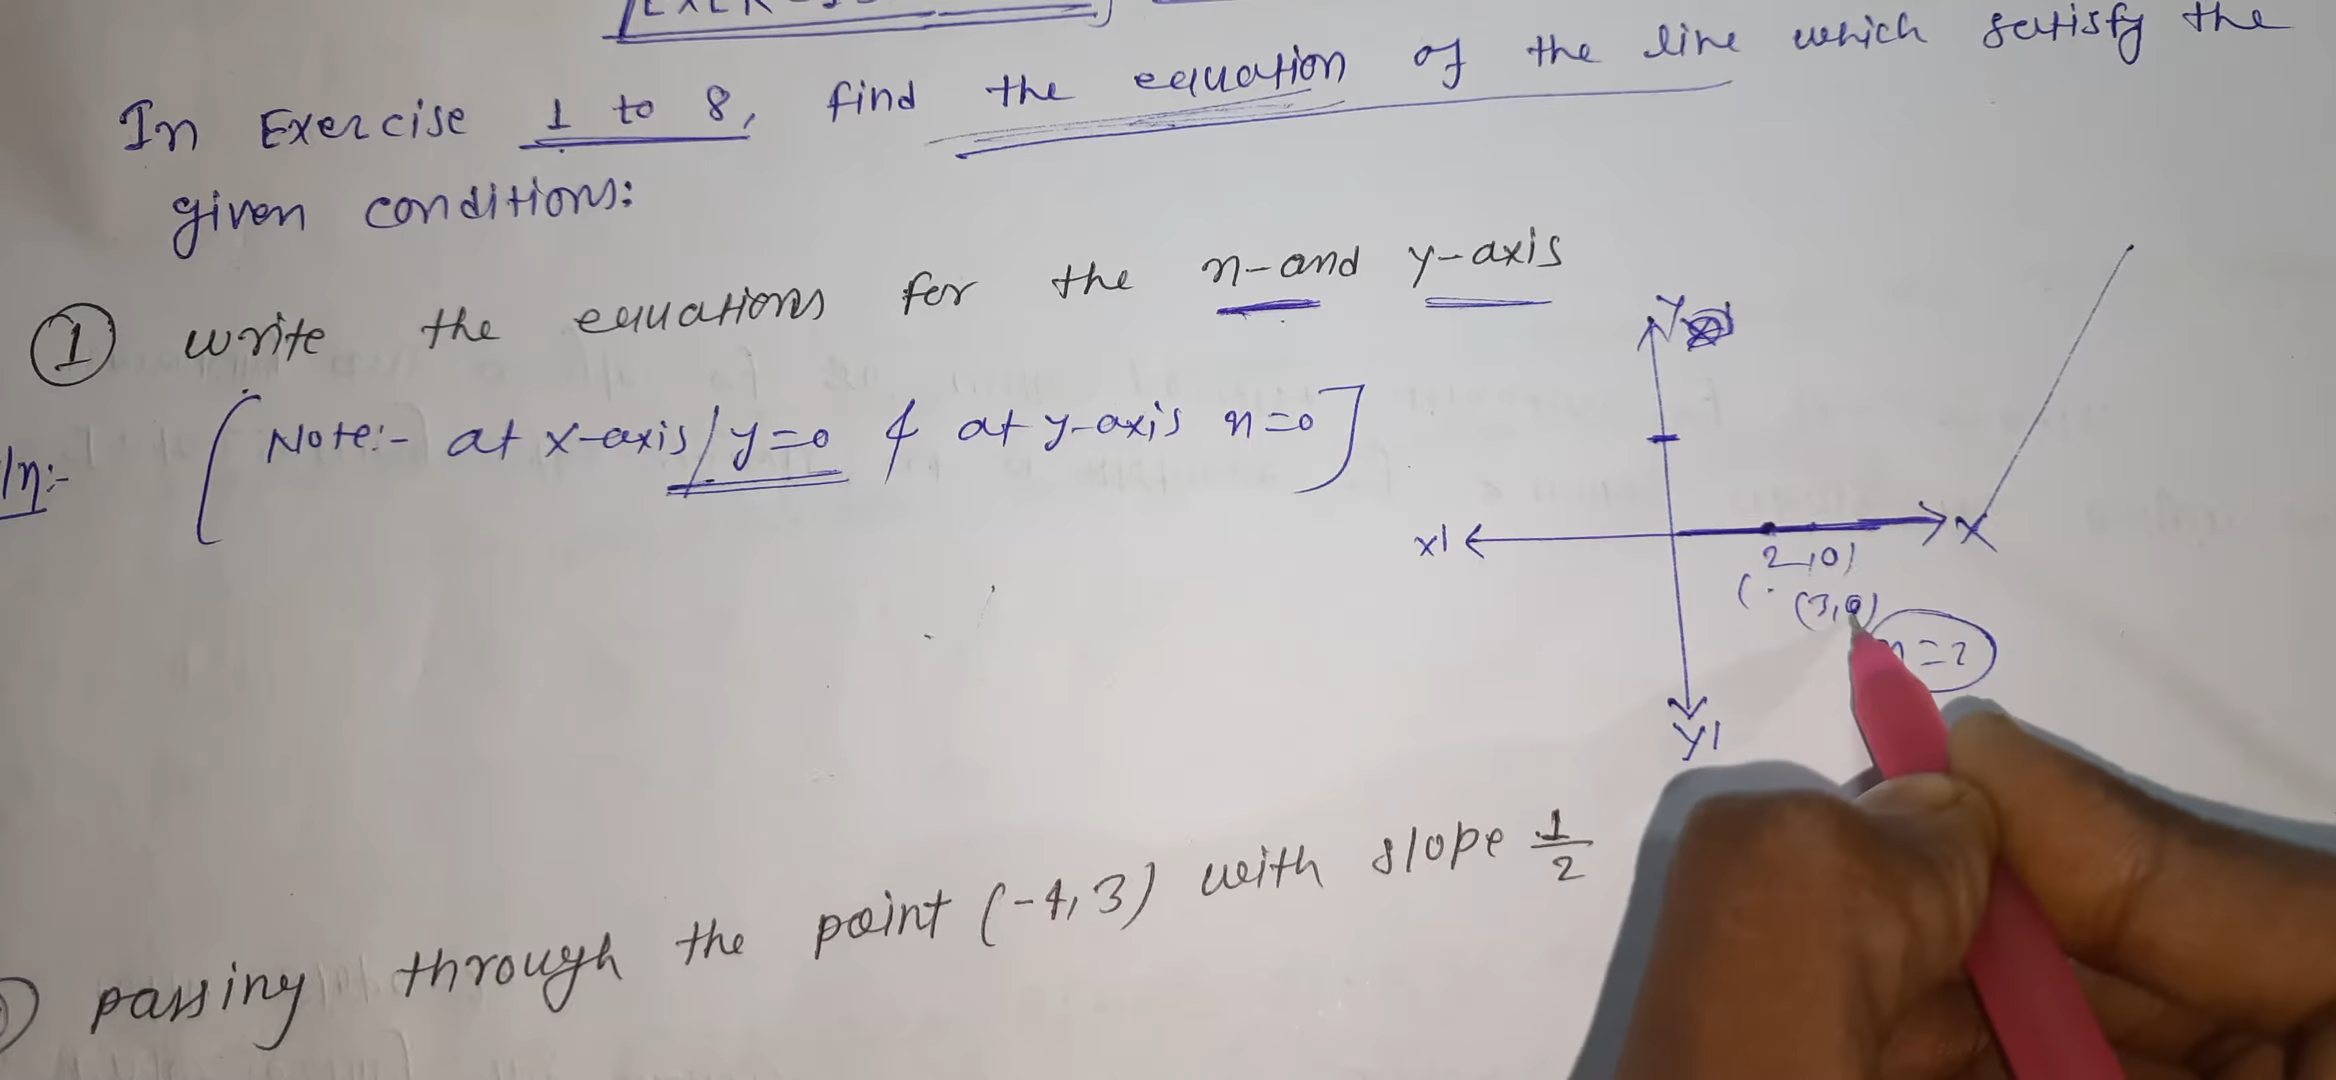 In Exercise 1 to 8, find the equation of the line which satisfy the
given conditions:
1 write the equations for the x-and y-axis
[Note:- at x-axis/y=0 & at y-axis x=0]
Y
X' X
2,0)
(3,0)
=2
Y'
passing through the point (-4,3) with slope 1/2